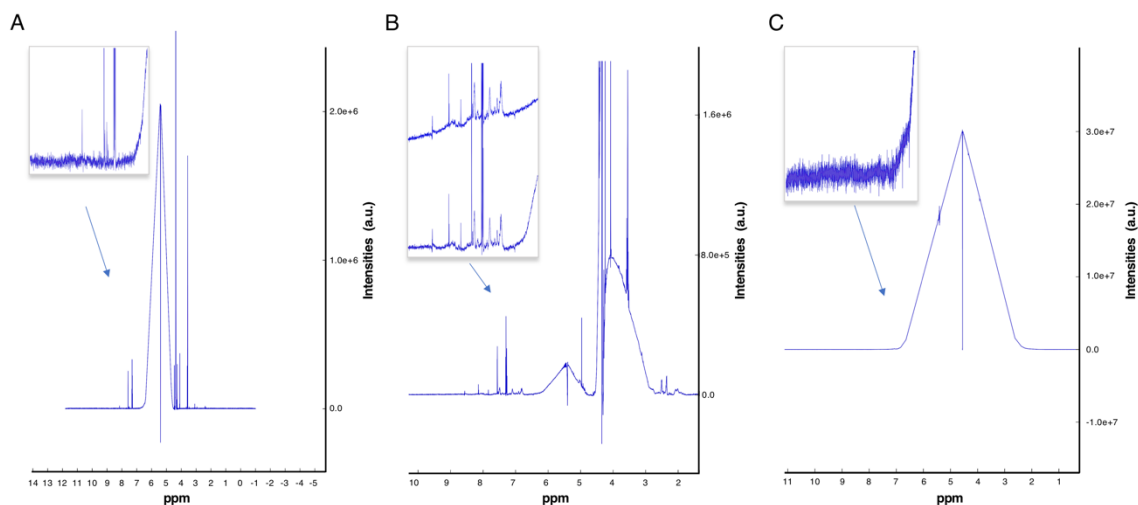 A
2.0e+6
1.0e+6
0.0
Intensities (a.u.)
14 13 12 11 10 9 8 7 6 5 4 3 2 1 0 -1 -2 -3 -4 -5
ppm
B
1.6e+6
8.0e+5
0.0
Intensities (a.u.)
10 9 8 7 6 5 4 3 2
ppm
C
3.0e+7
2.0e+7
1.0e+7
0.0
-1.0e+7
Intensities (a.u.)
11 10 9 8 7 6 5 4 3 2 1
ppm